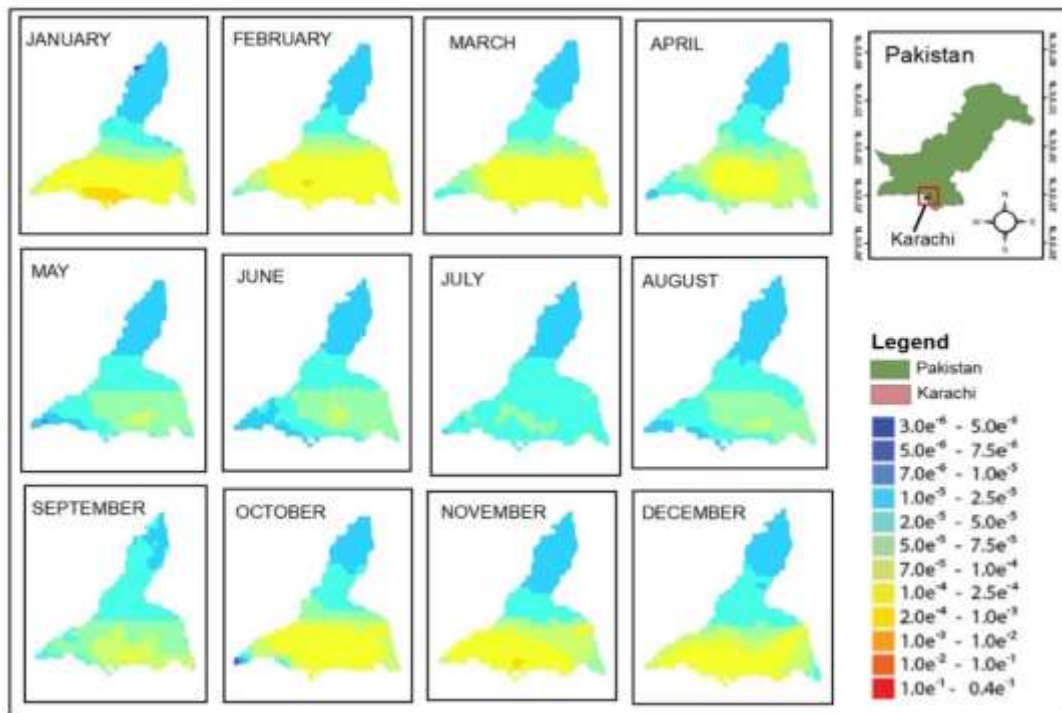 JANUARY
FEBRUARY
MARCH
APRIL
Pakistan
Karachi
N
W
E
S
MAY
JUNE
JULY
AUGUST
Legend
Pakistan
Karachi
3.0e⁻⁶ - 5.0e⁻⁶
5.0e⁻⁶ - 7.5e⁻⁶
7.0e⁻⁶ - 1.0e⁻⁵
1.0e⁻⁵ - 2.5e⁻⁵
2.0e⁻⁵ - 5.0e⁻⁵
5.0e⁻⁵ - 7.5e⁻⁵
7.0e⁻⁵ - 1.0e⁻⁴
1.0e⁻⁴ - 2.5e⁻⁴
2.0e⁻⁴ - 1.0e⁻³
1.0e⁻³ - 1.0e⁻²
1.0e⁻² - 1.0e⁻¹
1.0e⁻¹ - 0.4e⁻¹
SEPTEMBER
OCTOBER
NOVEMBER
DECEMBER